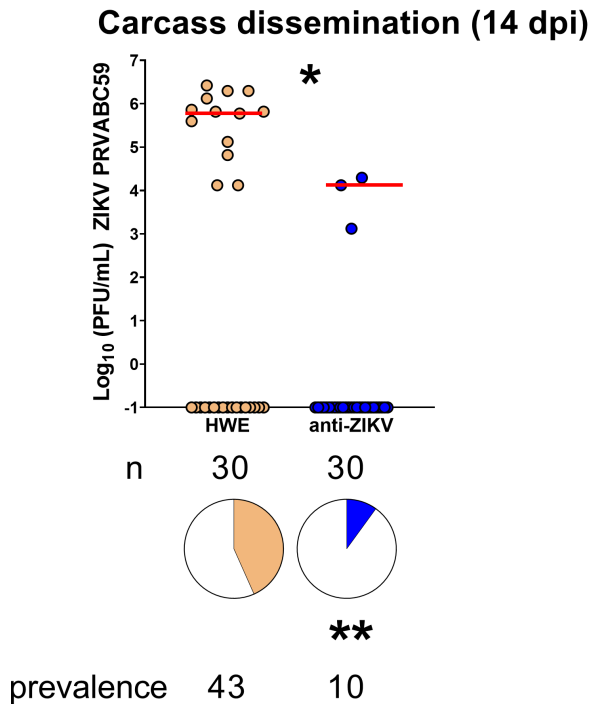 Carcass dissemination (14 dpi)
Log10 (PFU/mL) ZIKV PRVABC59
7
6
5
4
3
2
1
0
-1
*
HWE anti-ZIKV
n 30 30
**
prevalence 43 10